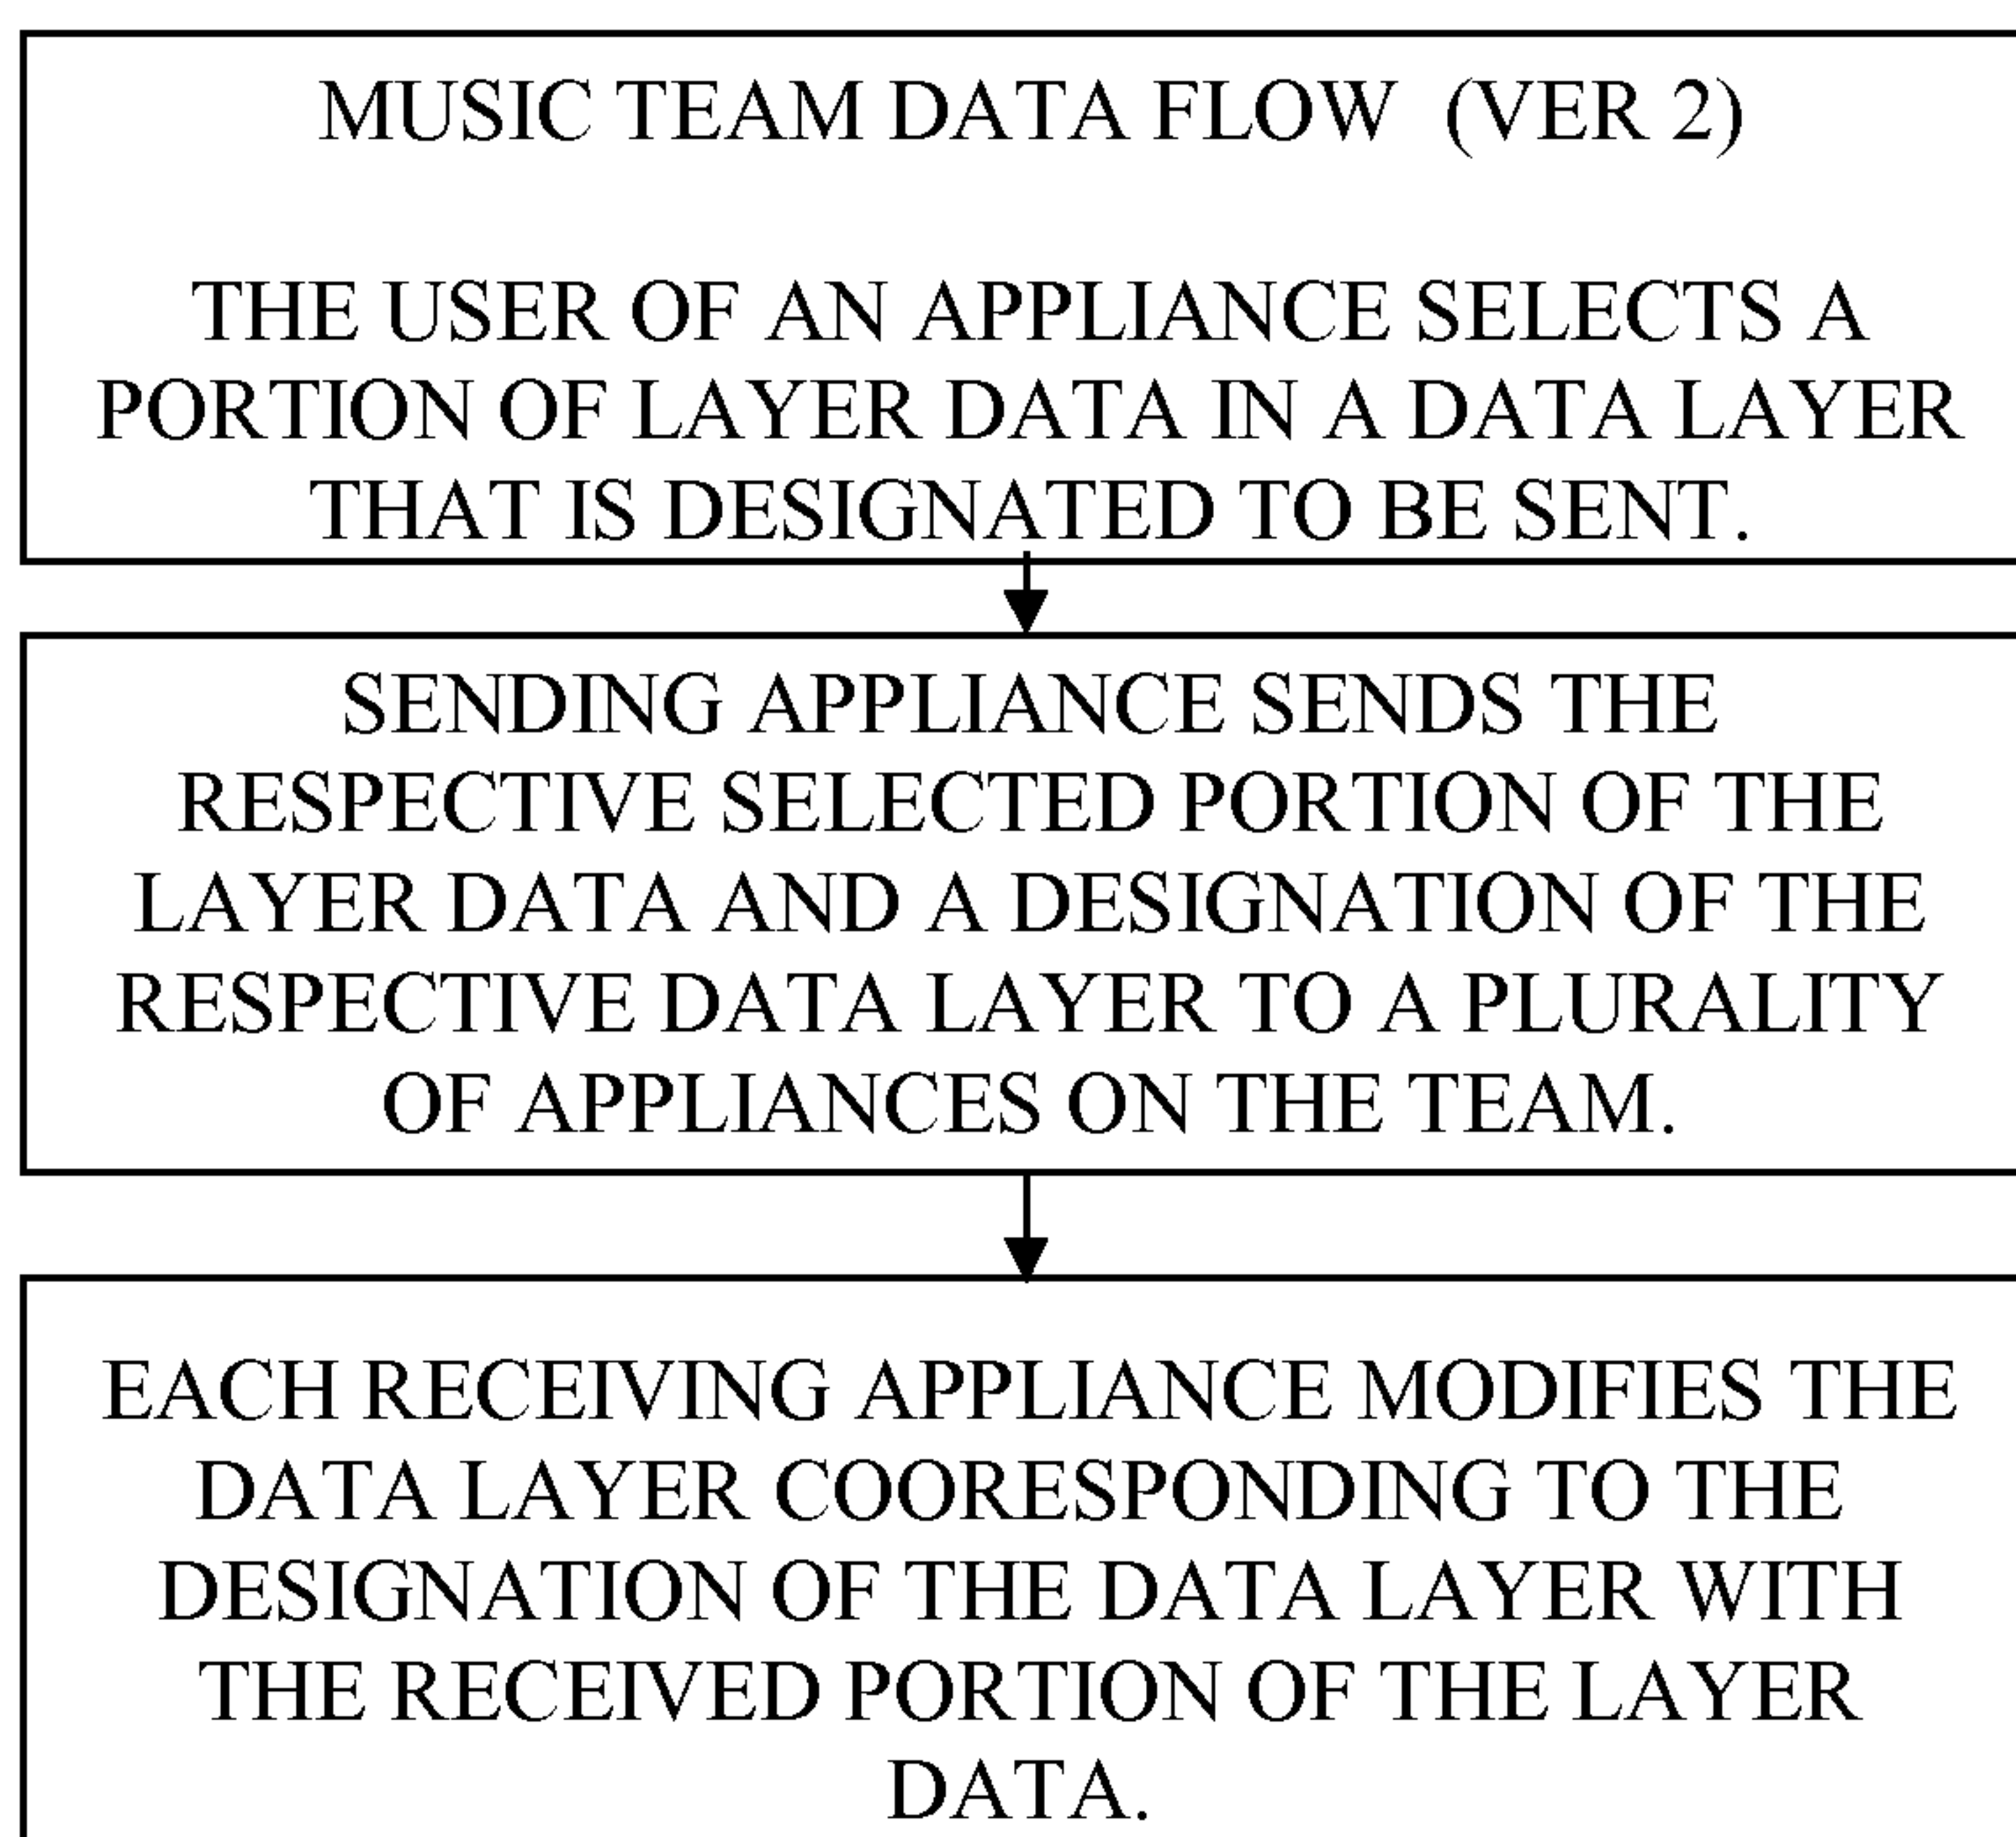 MUSIC TEAM DATA FLOW (VER 2)
THE USER OF AN APPLIANCE SELECTS A
PORTION OF LAYER DATA IN A DATA LAYER
THAT IS DESIGNATED TO BE SENT.
SENDING APPLIANCE SENDS THE
RESPECTIVE SELECTED PORTION OF THE
LAYER DATA AND A DESIGNATION OF THE
RESPECTIVE DATA LAYER TO A PLURALITY
OF APPLIANCES ON THE TEAM.
EACH RECEIVING APPLIANCE MODIFIES THE
DATA LAYER COORESPONDING TO THE
DESIGNATION OF THE DATA LAYER WITH
THE RECEIVED PORTION OF THE LAYER
DATA.